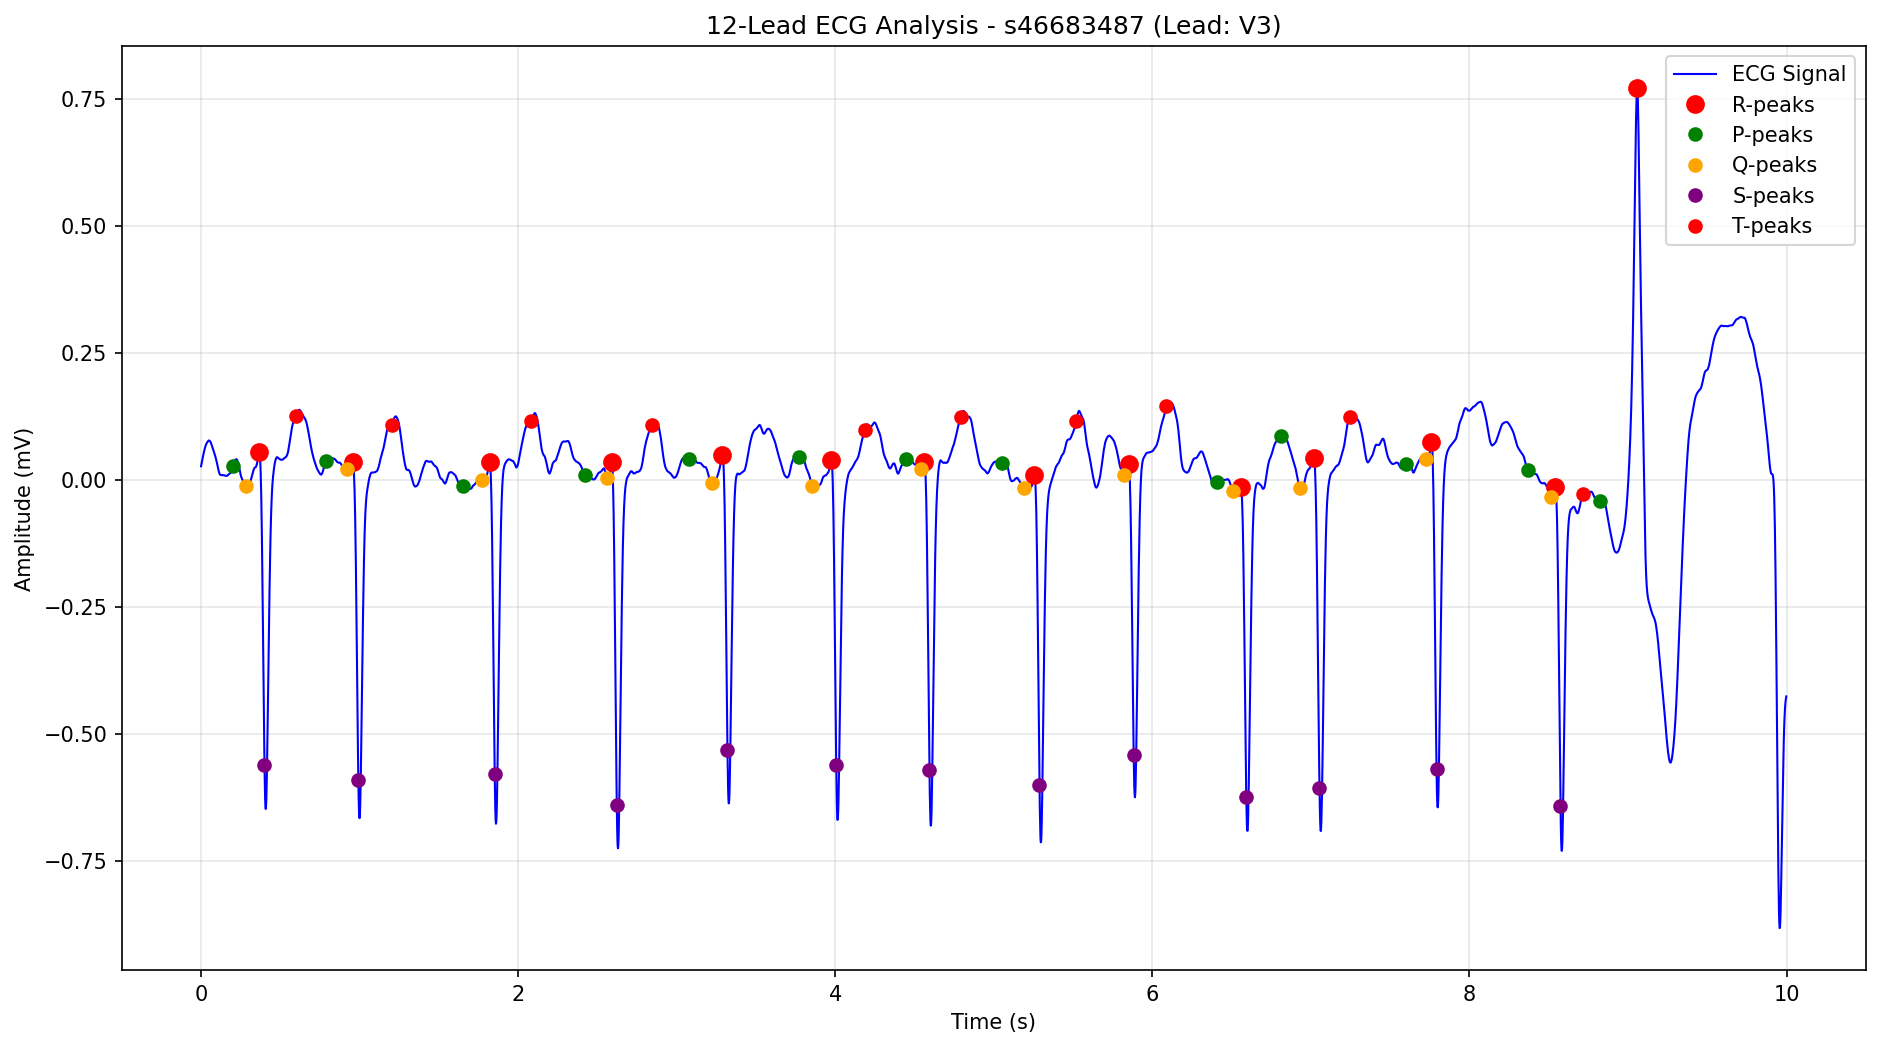 12-Lead ECG Analysis - s46683487 (Lead: V3)
ECG Signal
R-peaks
P-peaks
Q-peaks
S-peaks
T-peaks
Amplitude (mV)
0.75
0.50
0.25
0.00
−0.25
−0.50
−0.75
0 2 4 6 8 10
Time (s)